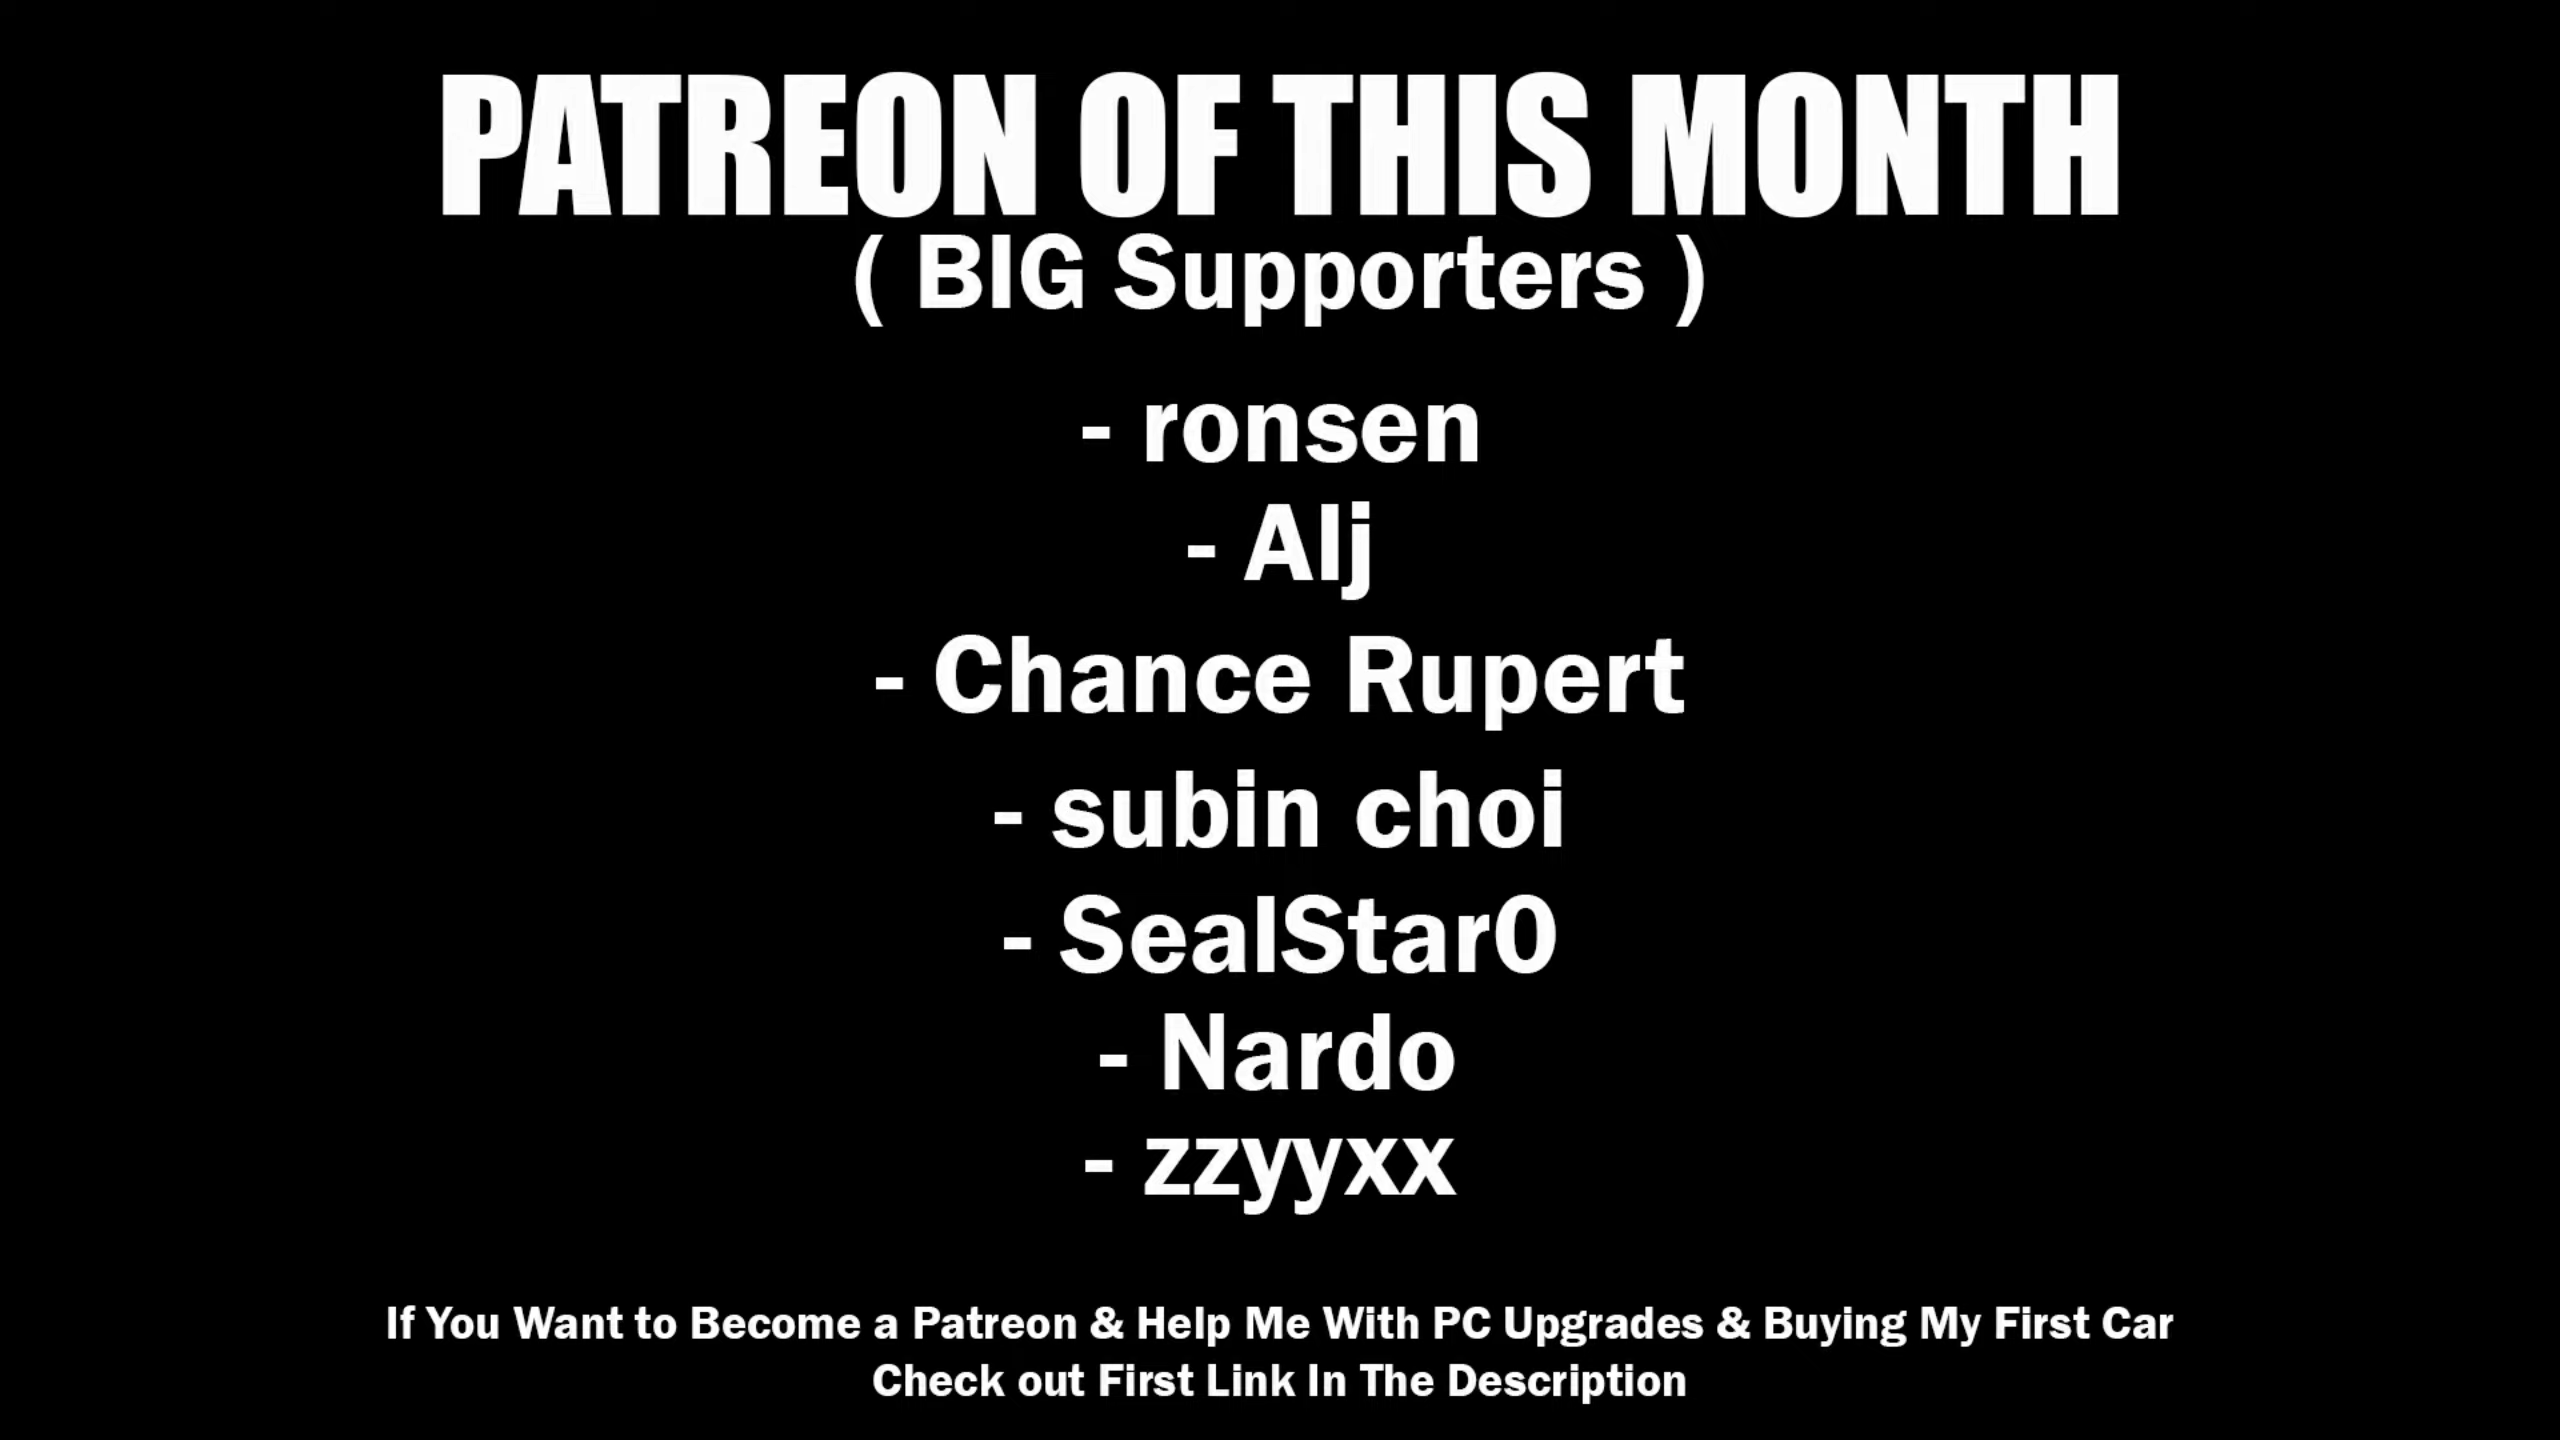 PATREON OF THIS MONTH
( BIG Supporters )
- ronsen
- Alj
- Chance Rupert
- subin choi
- SealStar0
- Nardo
- zzyyxx
If You Want to Become a Patreon & Help Me With PC Upgrades & Buying My First Car
Check out First Link In The Description